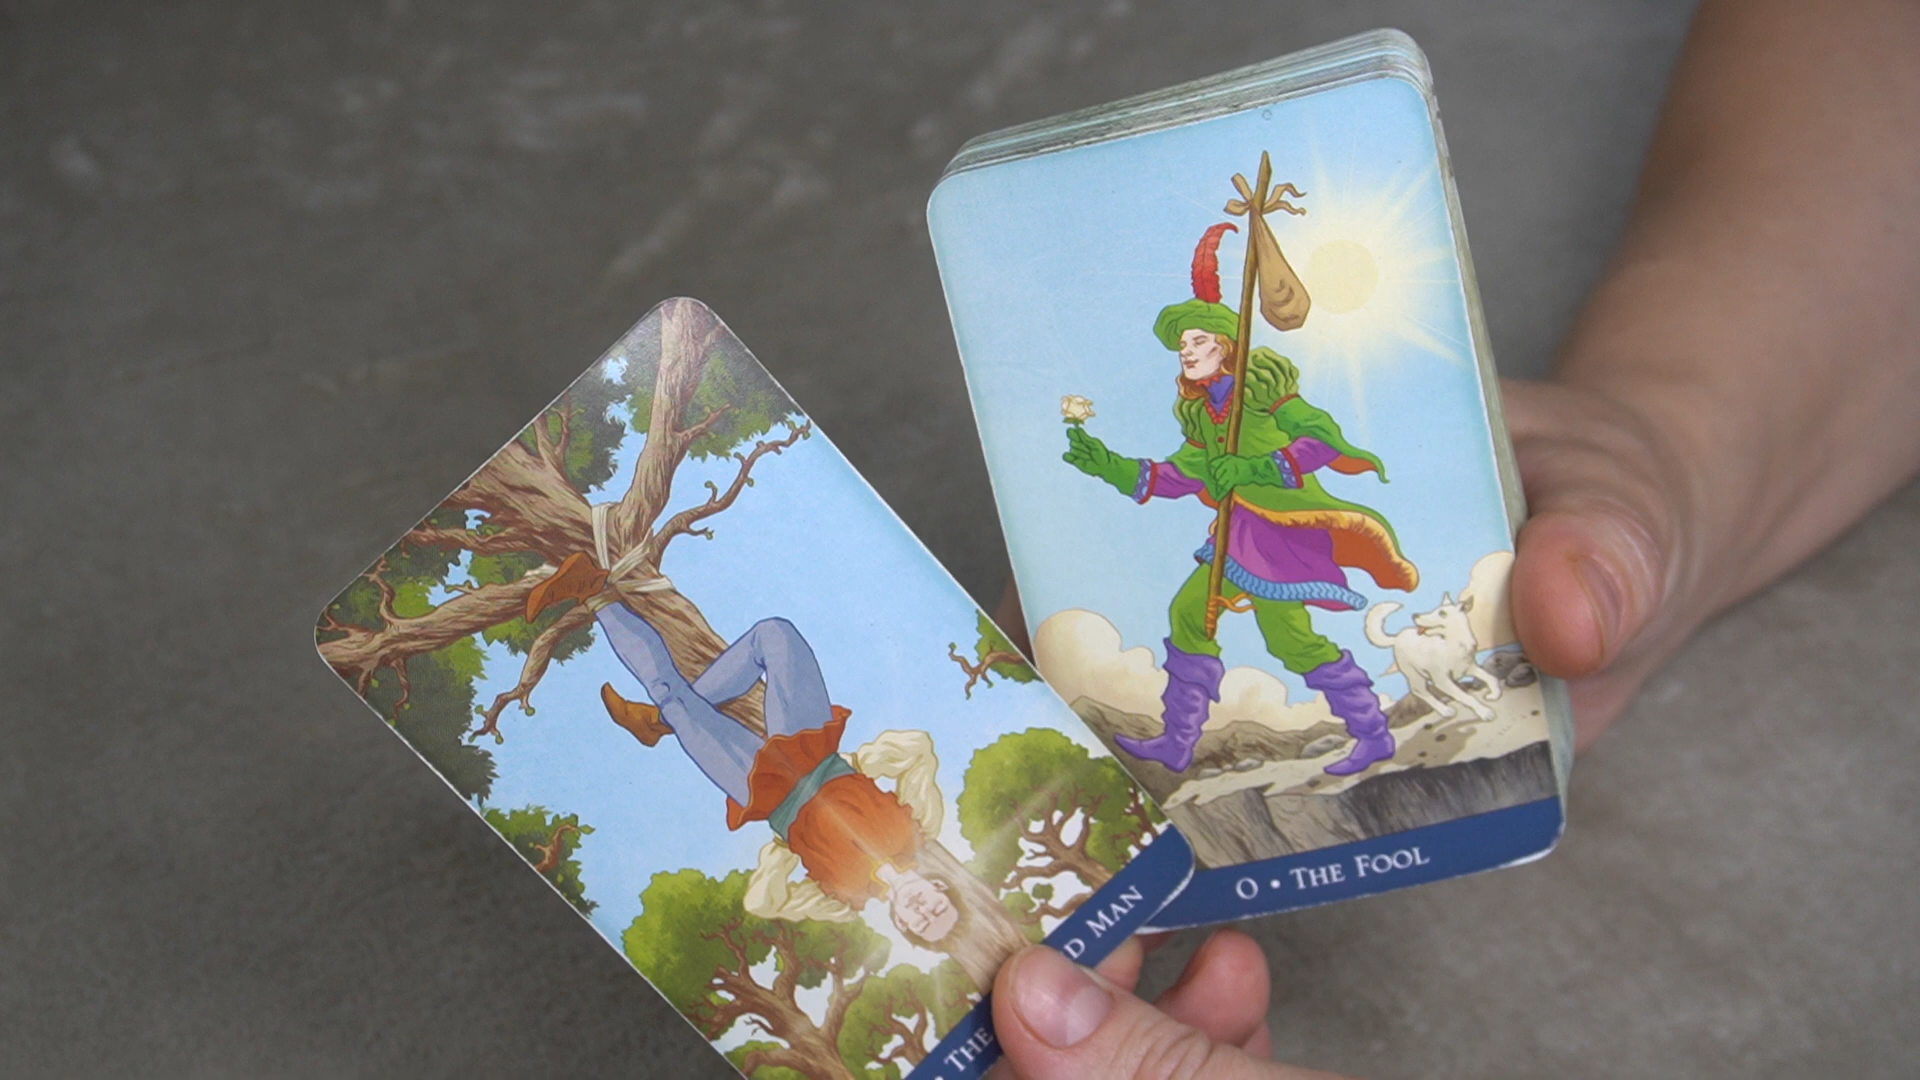 • THE D MAN
0 • THE FOOL